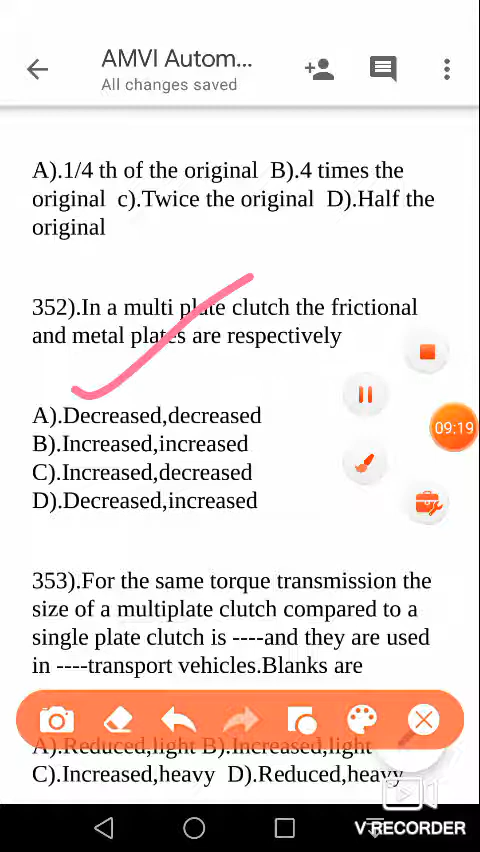 AMVI Autom...
All changes saved
A).1/4 th of the original B).4 times the
original c).Twice the original D).Half the
original
352).In a multi plate clutch the frictional
and metal plates are respectively
A).Decreased,decreased
B).Increased,increased
C).Increased,decreased
D).Decreased,increased
09:19
353).For the same torque transmission the
size of a multiplate clutch compared to a
single plate clutch is ----and they are used
in ----transport vehicles.Blanks are
A).Reduced,light B).Increased,light
C).Increased,heavy D).Reduced,heavy
V RECORDER